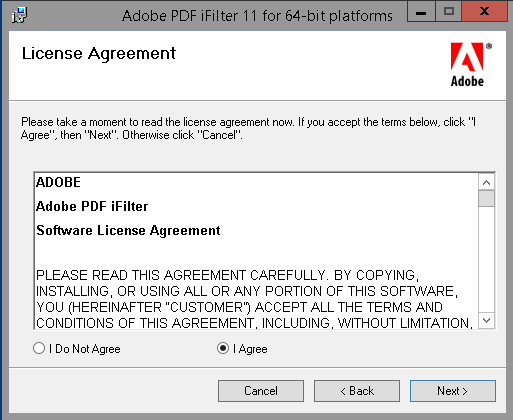 Adobe PDF iFilter 11 for 64-bit platforms
License Agreement
Adobe
Please take a moment to read the license agreement now. If you accept the terms below, click "I
Agree", then "Next". Otherwise click "Cancel".
ADOBE
Adobe PDF iFilter
Software License Agreement
PLEASE READ THIS AGREEMENT CAREFULLY. BY COPYING,
INSTALLING, OR USING ALL OR ANY PORTION OF THIS SOFTWARE,
YOU (HEREINAFTER "CUSTOMER") ACCEPT ALL THE TERMS AND
CONDITIONS OF THIS AGREEMENT, INCLUDING, WITHOUT LIMITATION,
I Do Not Agree
I Agree
Cancel
< Back
Next >